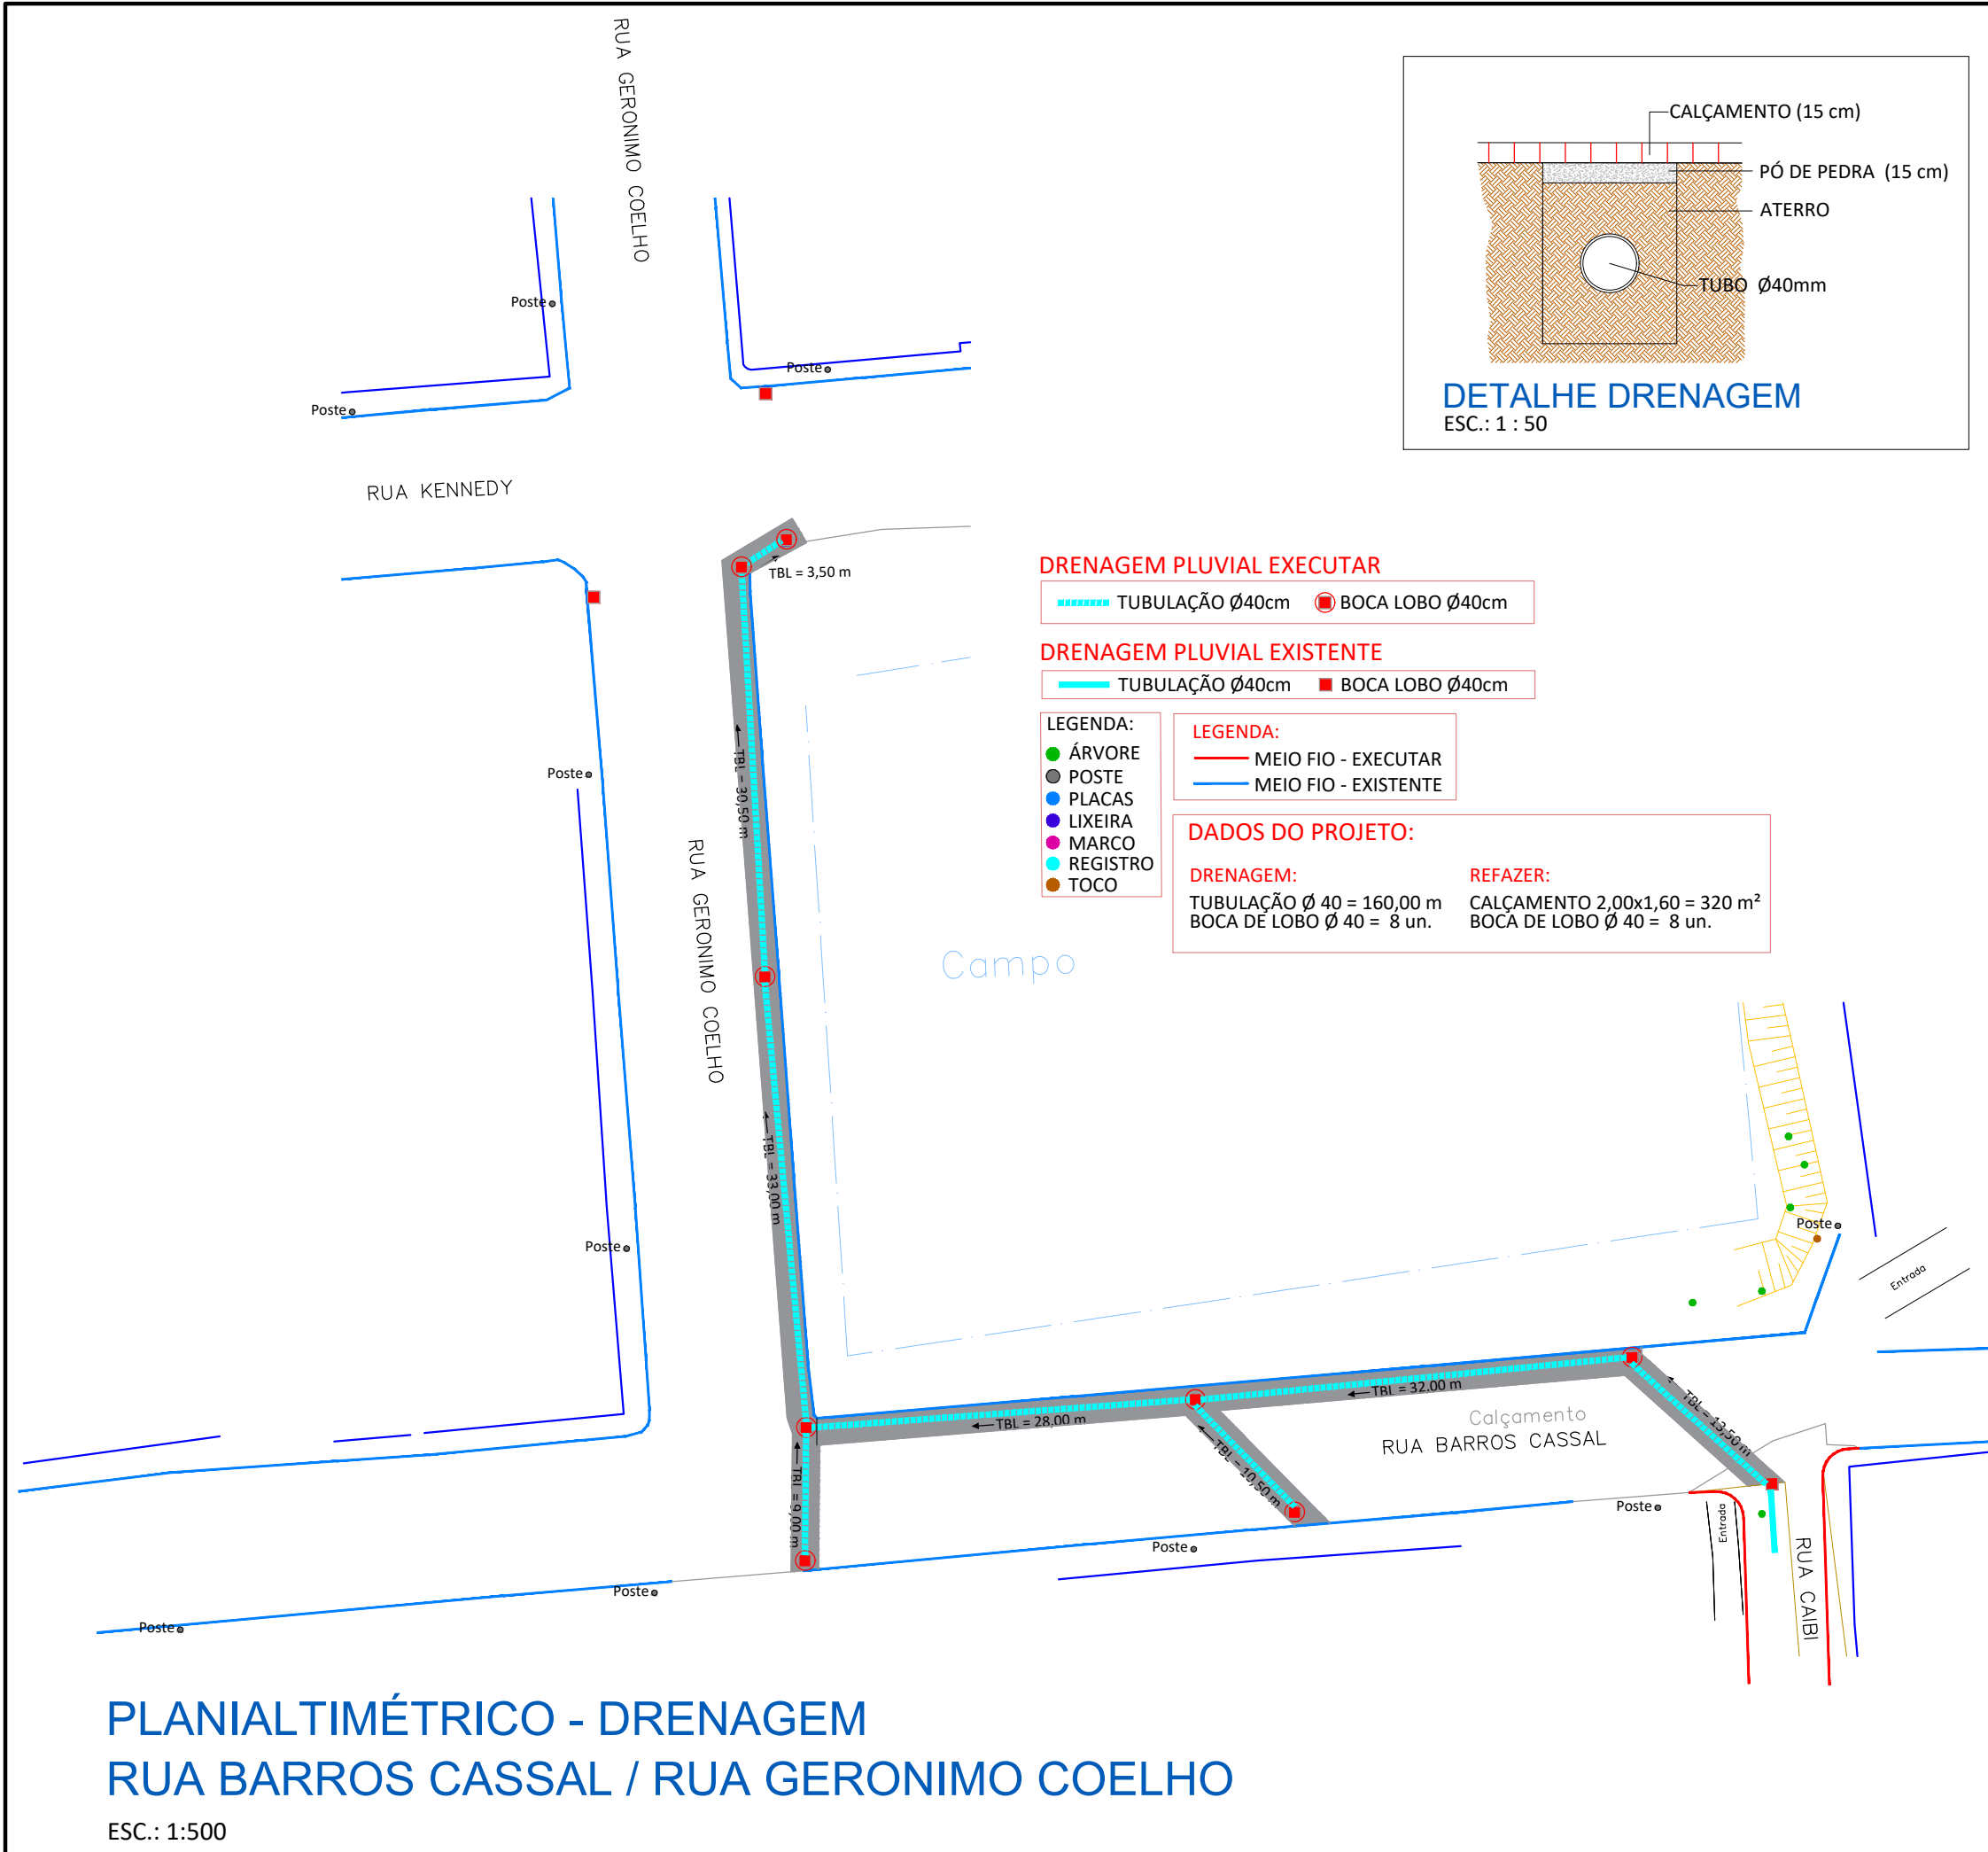 RUA GERONIMO COELHO
CALÇAMENTO (15 cm)
PÓ DE PEDRA (15 cm)
ATERRO
TUBO Ø40mm
DETALHE DRENAGEM
ESC.: 1 : 50
Poste
Poste
Poste
RUA KENNEDY
TBL = 3,50 m
DRENAGEM PLUVIAL EXECUTAR
TUBULAÇÃO Ø40cm
BOCA LOBO Ø40cm
DRENAGEM PLUVIAL EXISTENTE
TUBULAÇÃO Ø40cm
BOCA LOBO Ø40cm
LEGENDA:
ÁRVORE
POSTE
PLACAS
LIXEIRA
MARCO
REGISTRO
TOCO
LEGENDA:
MEIO FIO - EXECUTAR
MEIO FIO - EXISTENTE
DADOS DO PROJETO:
DRENAGEM:
TUBULAÇÃO Ø 40 = 160,00 m
BOCA DE LOBO Ø 40 = 8 un.
REFAZER:
CALÇAMENTO 2,00x1,60 = 320 m²
BOCA DE LOBO Ø 40 = 8 un.
Poste
TBL = 30,50 m
RUA GERONIMO COELHO
Campo
TBL = 33,00 m
Poste
Poste
Entrada
TBL = 28,00 m
TBL = 32.00 m
TBL = 13,50 m
Calçamento
RUA BARROS CASSAL
TBL = 10,50 m
TBL = 9,00 m
Poste
Entrada
Poste
RUA CAIBI
Poste
Poste
PLANIALTIMÉTRICO - DRENAGEM
RUA BARROS CASSAL / RUA GERONIMO COELHO
ESC.: 1:500